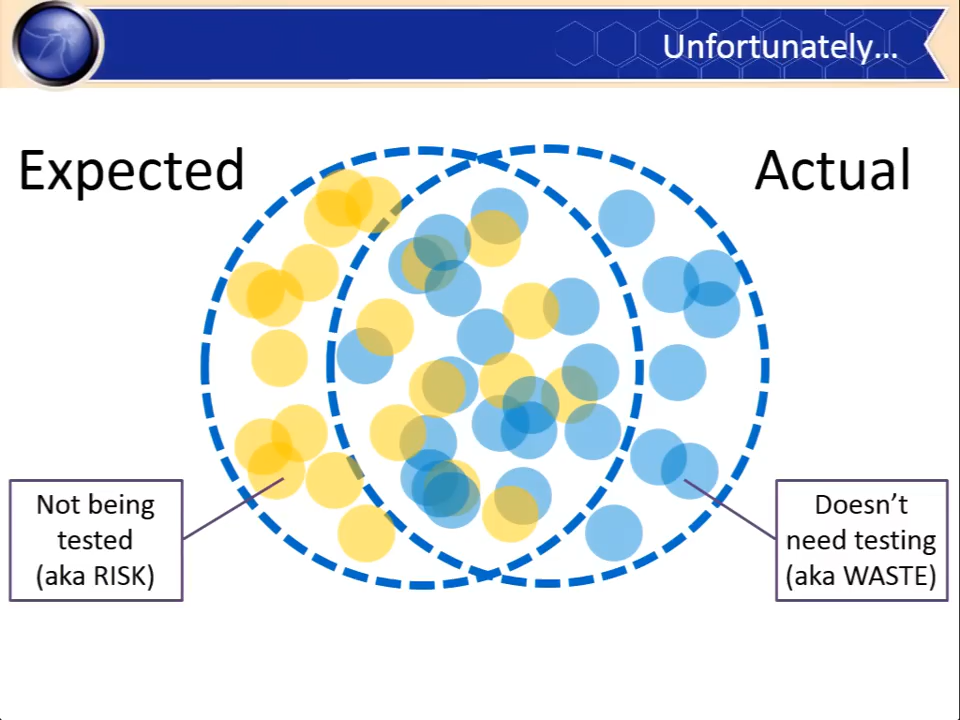 Unfortunately…
Expected
Actual
Not being
tested
(aka RISK)
Doesn’t
need testing
(aka WASTE)